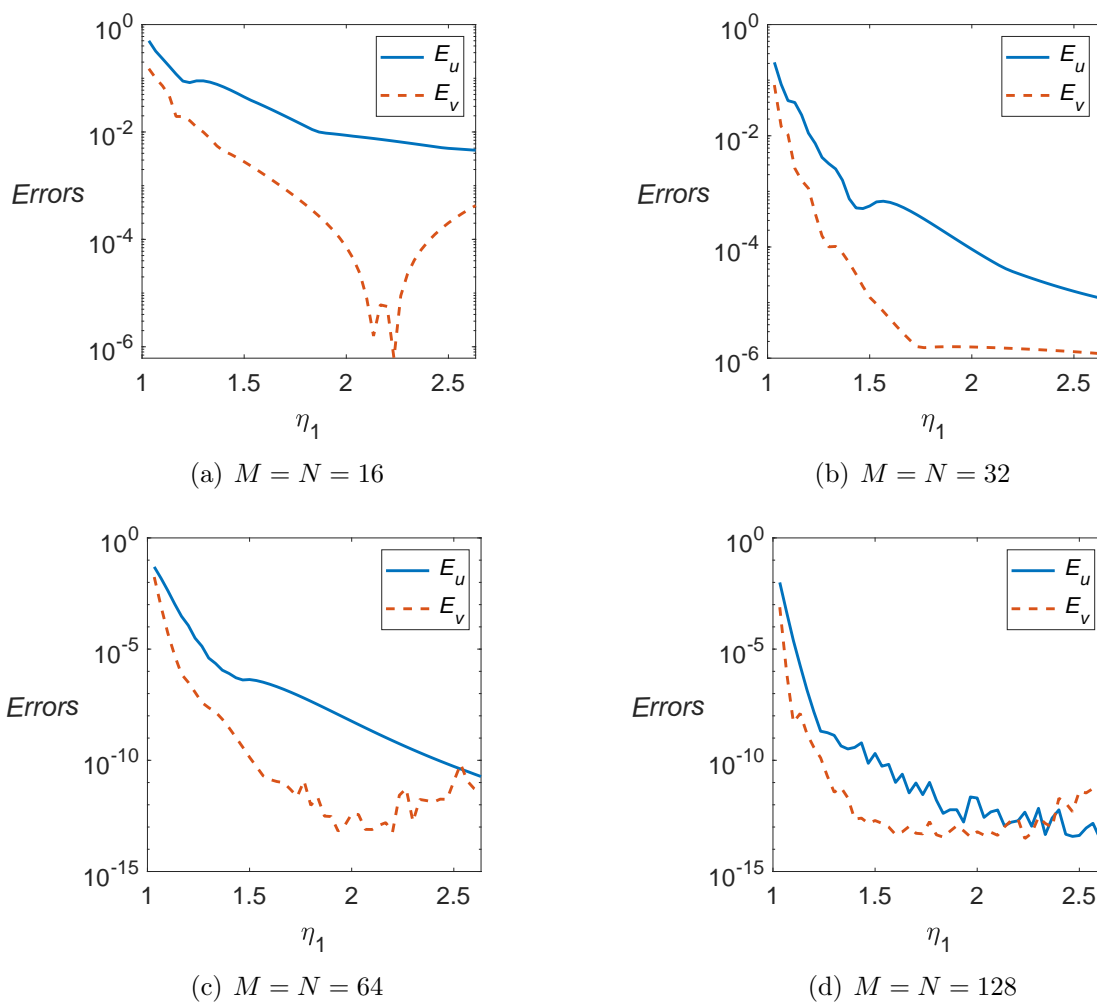 10^0
10^-2
10^-4
10^-6
Errors
1
1.5
2
2.5
η_1
E_u
E_v
(a) M = N = 16
10^0
10^-2
10^-4
10^-6
Errors
1
1.5
2
2.5
η_1
E_u
E_v
(b) M = N = 32
10^0
10^-5
10^-10
10^-15
Errors
1
1.5
2
2.5
η_1
E_u
E_v
(c) M = N = 64
10^0
10^-5
10^-10
10^-15
Errors
1
1.5
2
2.5
η_1
E_u
E_v
(d) M = N = 128